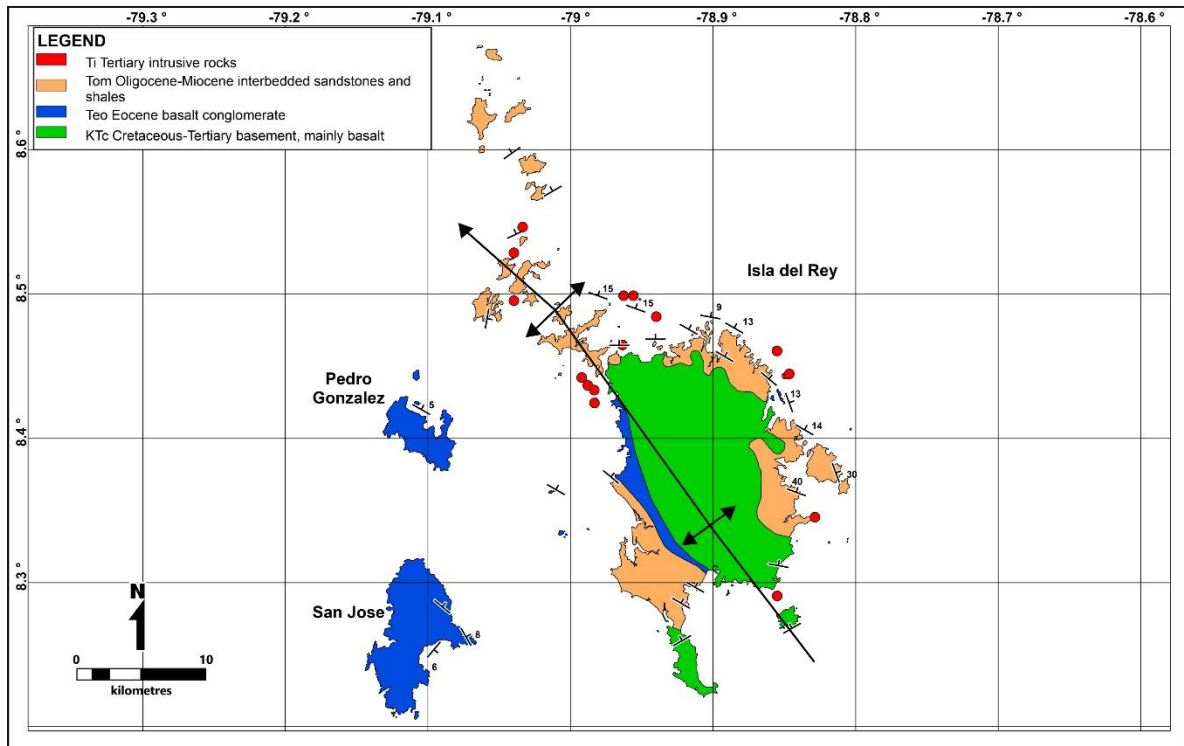 -79.3 -79.2 -79.1 -79 -78.9 -78.8 -78.7 -78.6 °
LEGEND
Ti Tertiary intrusive rocks
Tom Oligocene-Miocene interbedded sandstones and
shales
Teo Eocene basalt conglomerate
KTc Cretaceous-Tertiary basement, mainly basalt
8.6 °
8.5 °
8.4 °
8.3 °
Isla del Rey
15
15
9
13
13
14
30
40
Pedro
Gonzalez
5
San Jose
8
6
N
0 10
kilometres